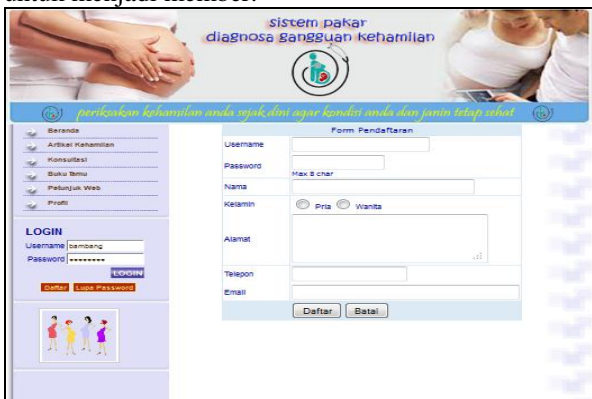 untuk menjadi member.
sistem pakar
diagnosa gangguan kehamilan
periksakan kehamilan anda sejak dini agar kondisi anda dan janin tetap sehat
Beranda
Artikel Kehamilan
Konsultasi
Buku Tamu
Petunjuk Web
Profil
LOGIN
Username bambang
Password ••••••••
LOGIN
Daftar Lupa Password
Form Pendaftaran
Username
Password
Max 8 char
Nama
Kelamin Pria Wanita
Alamat
Telepon
Email
Daftar Batal